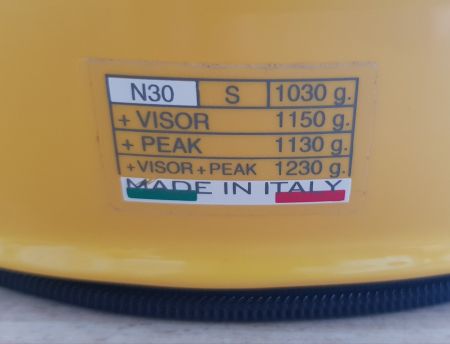 N30 S 1030 g.
+ VISOR 1150 g.
+ PEAK 1130 g.
+VISOR+PEAK 1230 g.
MADE IN ITALY